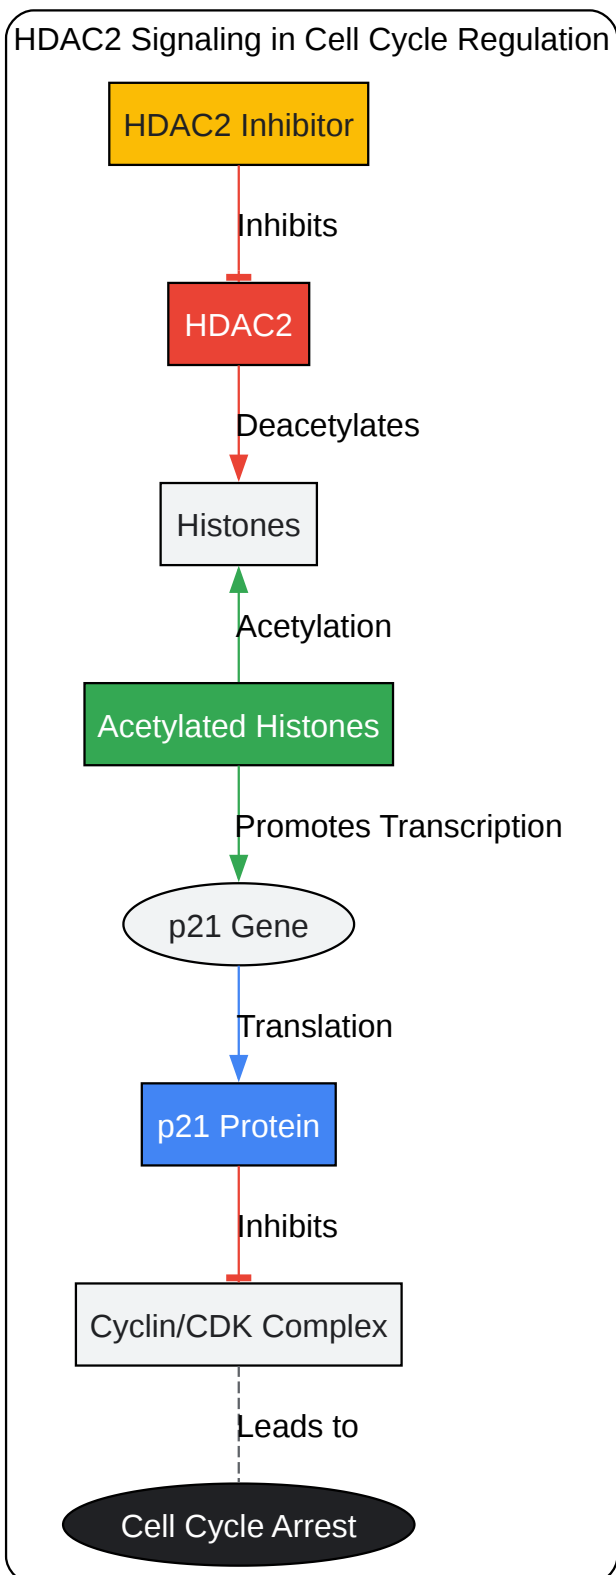 HDAC2 Signaling in Cell Cycle Regulation
HDAC2 Inhibitor
Inhibits
HDAC2
Deacetylates
Histones
Acetylation
Acetylated Histones
Promotes Transcription
p21 Gene
Translation
p21 Protein
Inhibits
Cyclin/CDK Complex
Leads to
Cell Cycle Arrest